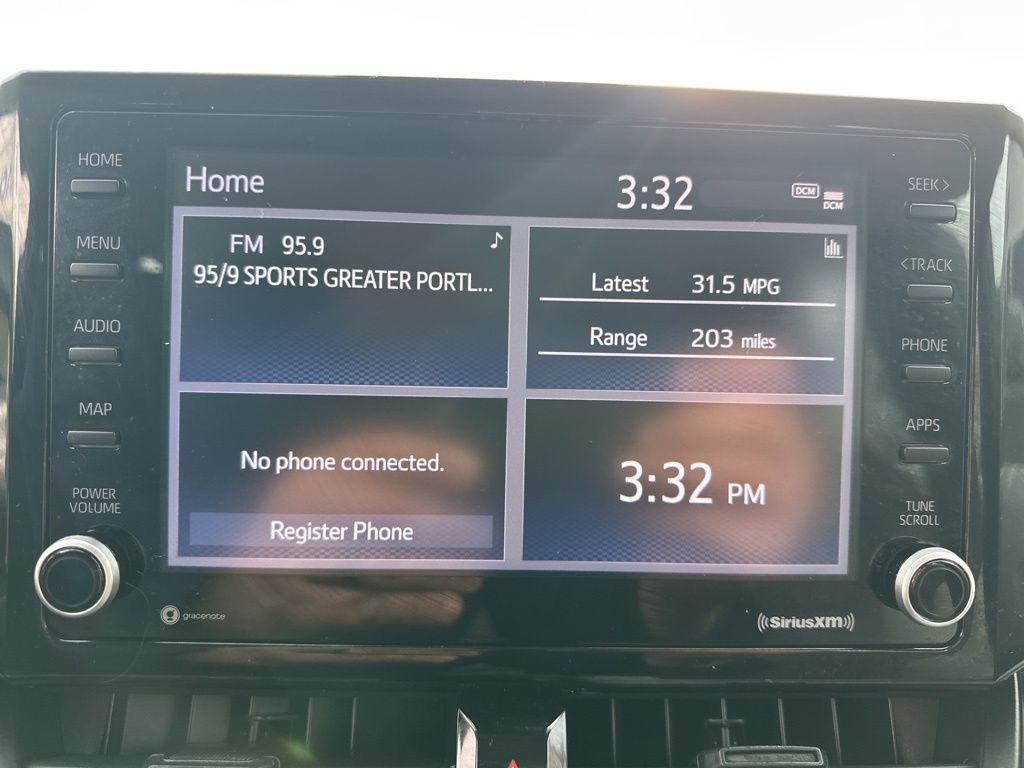 HOME
MENU
AUDIO
MAP
POWER
VOLUME
Home
3:32
DCM
DCM
FM 95.9
95/9 SPORTS GREATER PORTL...
Latest 31.5 MPG
Range 203 miles
No phone connected.
Register Phone
3:32 PM
SEEK >
< TRACK
PHONE
APPS
TUNE
SCROLL
gracenote
((SiriusXM))